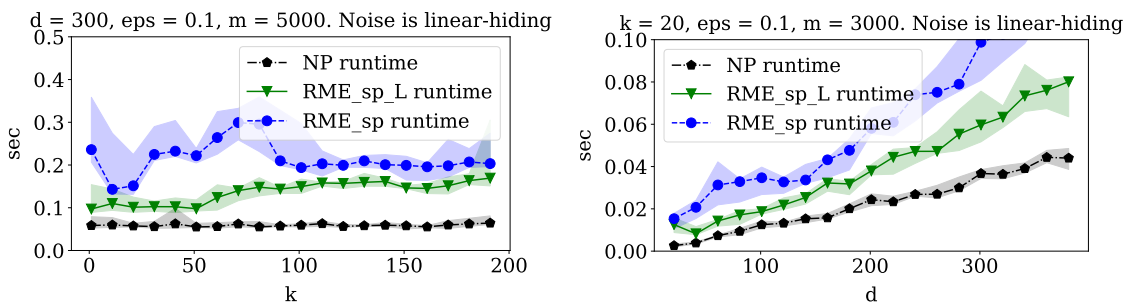 d = 300, eps = 0.1, m = 5000. Noise is linear-hiding
0.5
0.4
0.3
0.2
0.1
0.0
sec
NP runtime
RME_sp_L runtime
RME_sp runtime
0
50
100
150
200
k
k = 20, eps = 0.1, m = 3000. Noise is linear-hiding
0.10
0.08
0.06
0.04
0.02
0.00
sec
NP runtime
RME_sp_L runtime
RME_sp runtime
100
200
300
d